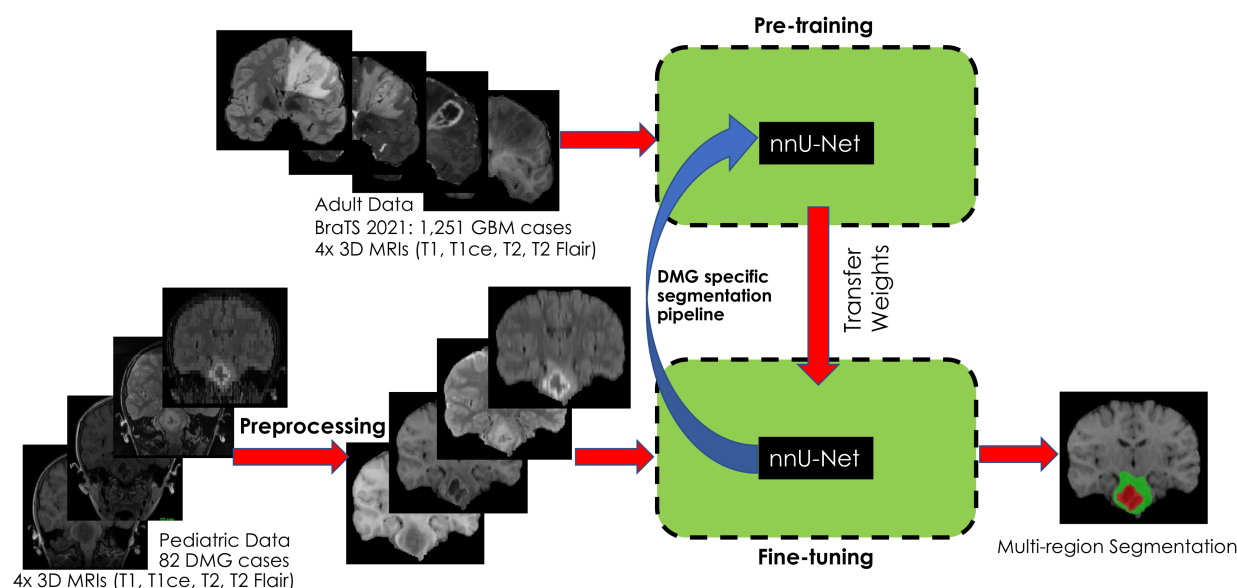 Pre-training
nnU-Net
Adult Data
BraTS 2021: 1,251 GBM cases
4x 3D MRIs (T1, T1ce, T2, T2 Flair)
DMG specific
segmentation
pipeline
Transfer
Weights
Preprocessing
nnU-Net
Pediatric Data
82 DMG cases
4x 3D MRIs (T1, T1ce, T2, T2 Flair)
Fine-tuning
Multi-region Segmentation